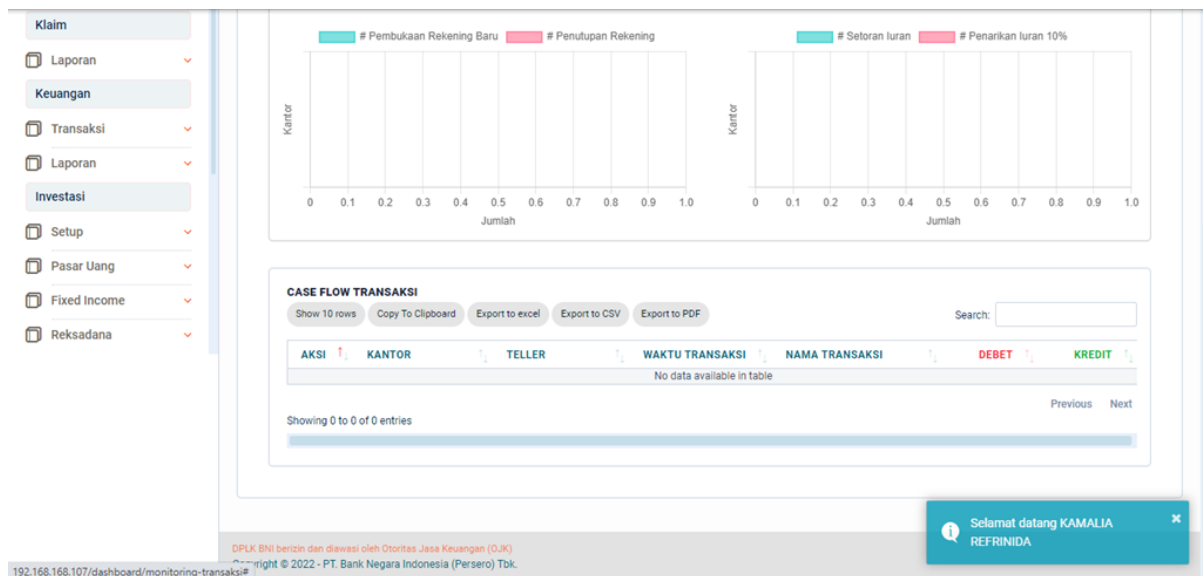 Klaim
Laporan
Keuangan
Transaksi
Laporan
Investasi
Setup
Pasar Uang
Fixed Income
Reksadana
# Pembukaan Rekening Baru # Penutupan Rekening
Kantor
0 0.1 0.2 0.3 0.4 0.5 0.6 0.7 0.8 0.9 1.0
Jumlah
# Setoran Iuran # Penarikan Iuran 10%
Kantor
0 0.1 0.2 0.3 0.4 0.5 0.6 0.7 0.8 0.9 1.0
Jumlah
CASE FLOW TRANSAKSI
Show 10 rows Copy To Clipboard Export to excel Export to CSV Export to PDF Search:
AKSI KANTOR TELLER WAKTU TRANSAKSI NAMA TRANSAKSI DEBET KREDIT
No data available in table
Previous Next
Showing 0 to 0 of 0 entries
Selamat datang KAMALIA
REFRINIDA
DPLK BNI berizin dan diawasi oleh Otoritas Jasa Keuangan (OJK)
Copyright © 2022 - PT. Bank Negara Indonesia (Persero) Tbk.
192.168.168.107/dashboard/monitoring-transaksi#